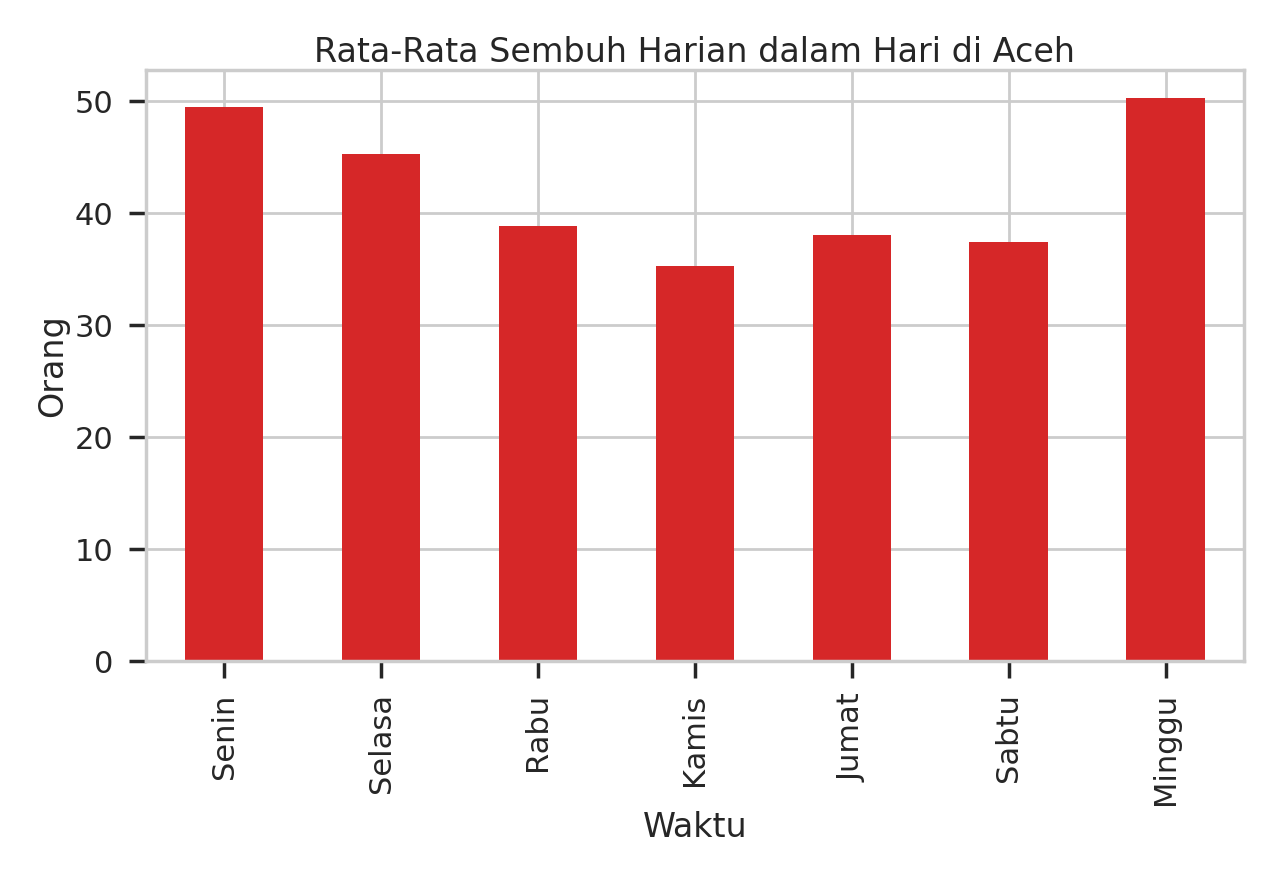 Rata-Rata Sembuh Harian dalam Hari di Aceh
50
40
30
20
10
0
Orang
Senin
Selasa
Rabu
Kamis
Jumat
Sabtu
Minggu
Waktu